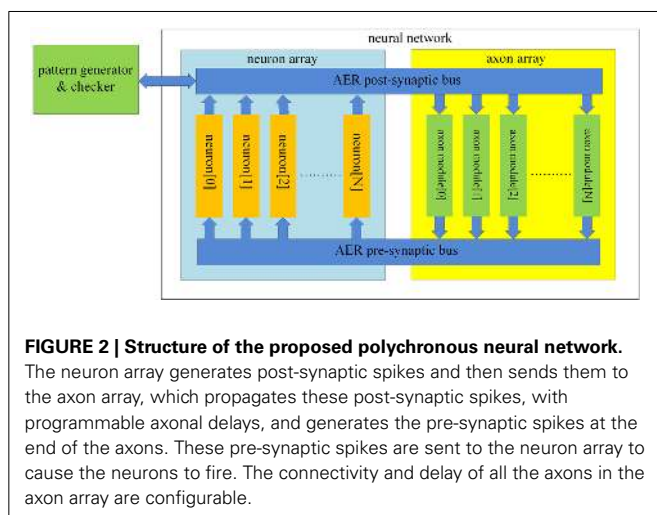 neural network
neuron array
axon array
pattern generator
& checker
AER post-synaptic bus
neuron[0]
neuron[1]
neuron[2]
neuron[N]
axon module[0]
axon module[1]
axon module[2]
axon module[N]
AER pre-synaptic bus
FIGURE 2 | Structure of the proposed polychronous neural network.
The neuron array generates post-synaptic spikes and then sends them to
the axon array, which propagates these post-synaptic spikes, with
programmable axonal delays, and generates the pre-synaptic spikes at the
end of the axons. These pre-synaptic spikes are sent to the neuron array to
cause the neurons to fire. The connectivity and delay of all the axons in the
axon array are configurable.